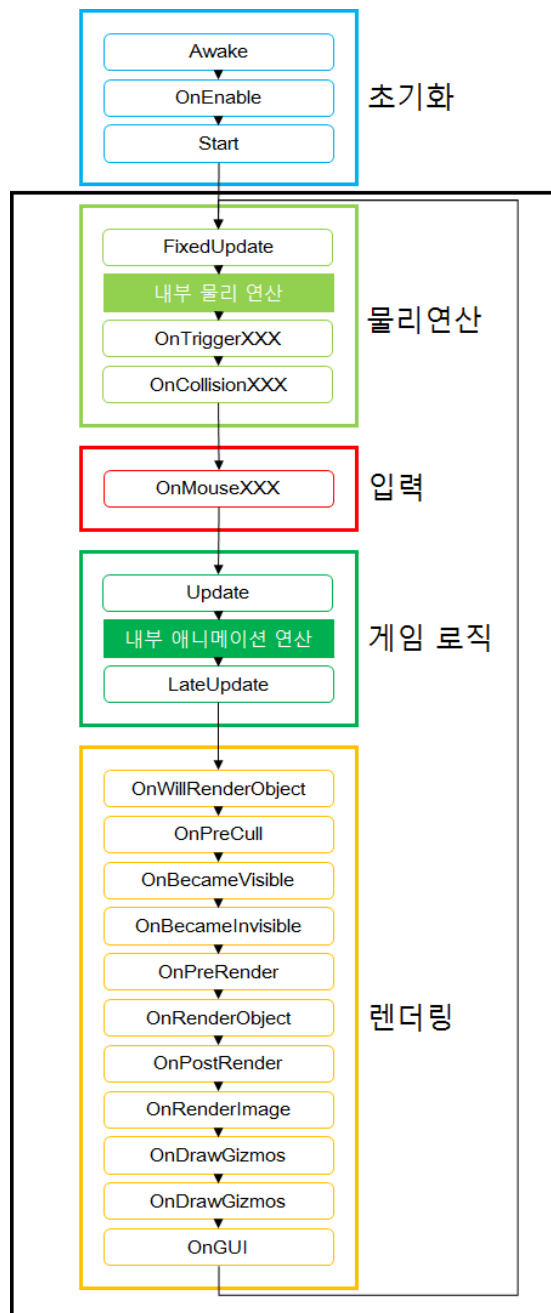 Awake
OnEnable
Start
초기화
FixedUpdate
내부 물리 연산
OnTriggerXXX
OnCollisionXXX
물리연산
OnMouseXXX
입력
Update
내부 애니메이션 연산
LateUpdate
게임 로직
OnWillRenderObject
OnPreCull
OnBecameVisible
OnBecameInvisible
OnPreRender
OnRenderObject
OnPostRender
OnRenderImage
OnDrawGizmos
OnDrawGizmos
OnGUI
렌더링